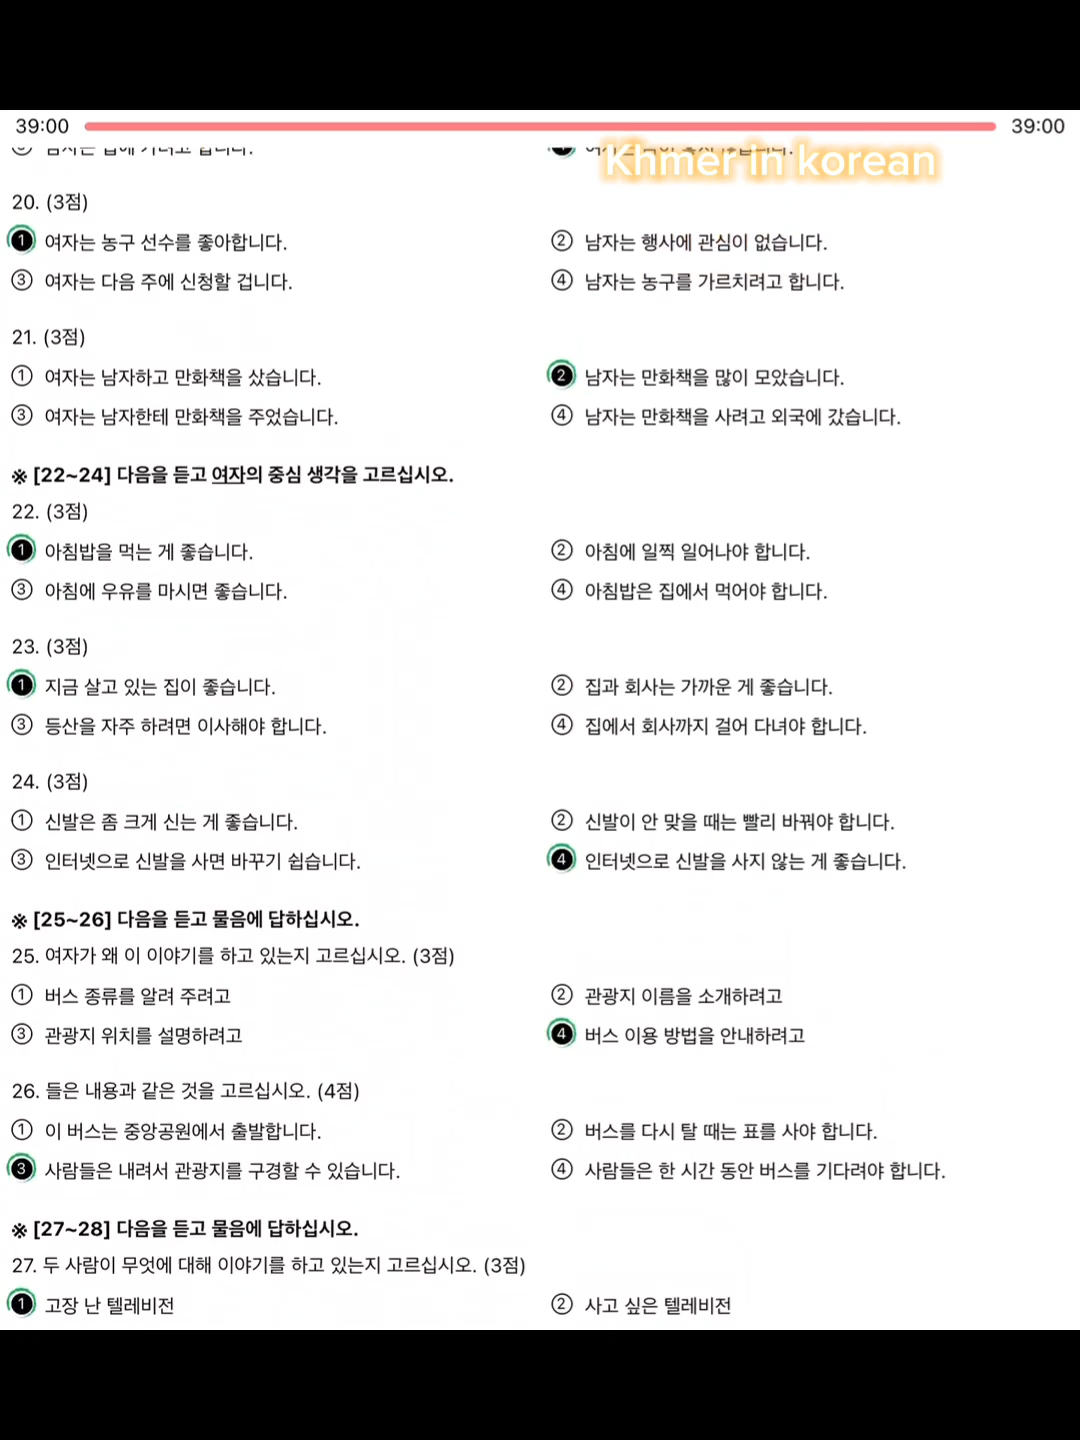 39:00
39:00
Khmer in korean
20. (3점)
❶ 여자는 농구 선수를 좋아합니다.
② 남자는 행사에 관심이 없습니다.
③ 여자는 다음 주에 신청할 겁니다.
④ 남자는 농구를 가르치려고 합니다.
21. (3점)
① 여자는 남자하고 만화책을 샀습니다.
❷ 남자는 만화책을 많이 모았습니다.
③ 여자는 남자한테 만화책을 주었습니다.
④ 남자는 만화책을 사려고 외국에 갔습니다.
※ [22~24] 다음을 듣고 여자의 중심 생각을 고르십시오.
22. (3점)
❶ 아침밥을 먹는 게 좋습니다.
② 아침에 일찍 일어나야 합니다.
③ 아침에 우유를 마시면 좋습니다.
④ 아침밥은 집에서 먹어야 합니다.
23. (3점)
❶ 지금 살고 있는 집이 좋습니다.
② 집과 회사는 가까운 게 좋습니다.
③ 등산을 자주 하려면 이사해야 합니다.
④ 집에서 회사까지 걸어 다녀야 합니다.
24. (3점)
① 신발은 좀 크게 신는 게 좋습니다.
② 신발이 안 맞을 때는 빨리 바꿔야 합니다.
③ 인터넷으로 신발을 사면 바꾸기 쉽습니다.
❹ 인터넷으로 신발을 사지 않는 게 좋습니다.
※ [25~26] 다음을 듣고 물음에 답하십시오.
25. 여자가 왜 이 이야기를 하고 있는지 고르십시오. (3점)
① 버스 종류를 알려 주려고
② 관광지 이름을 소개하려고
③ 관광지 위치를 설명하려고
❹ 버스 이용 방법을 안내하려고
26. 들은 내용과 같은 것을 고르십시오. (4점)
① 이 버스는 중앙공원에서 출발합니다.
② 버스를 다시 탈 때는 표를 사야 합니다.
❸ 사람들은 내려서 관광지를 구경할 수 있습니다.
④ 사람들은 한 시간 동안 버스를 기다려야 합니다.
※ [27~28] 다음을 듣고 물음에 답하십시오.
27. 두 사람이 무엇에 대해 이야기를 하고 있는지 고르십시오. (3점)
❶ 고장 난 텔레비전
② 사고 싶은 텔레비전